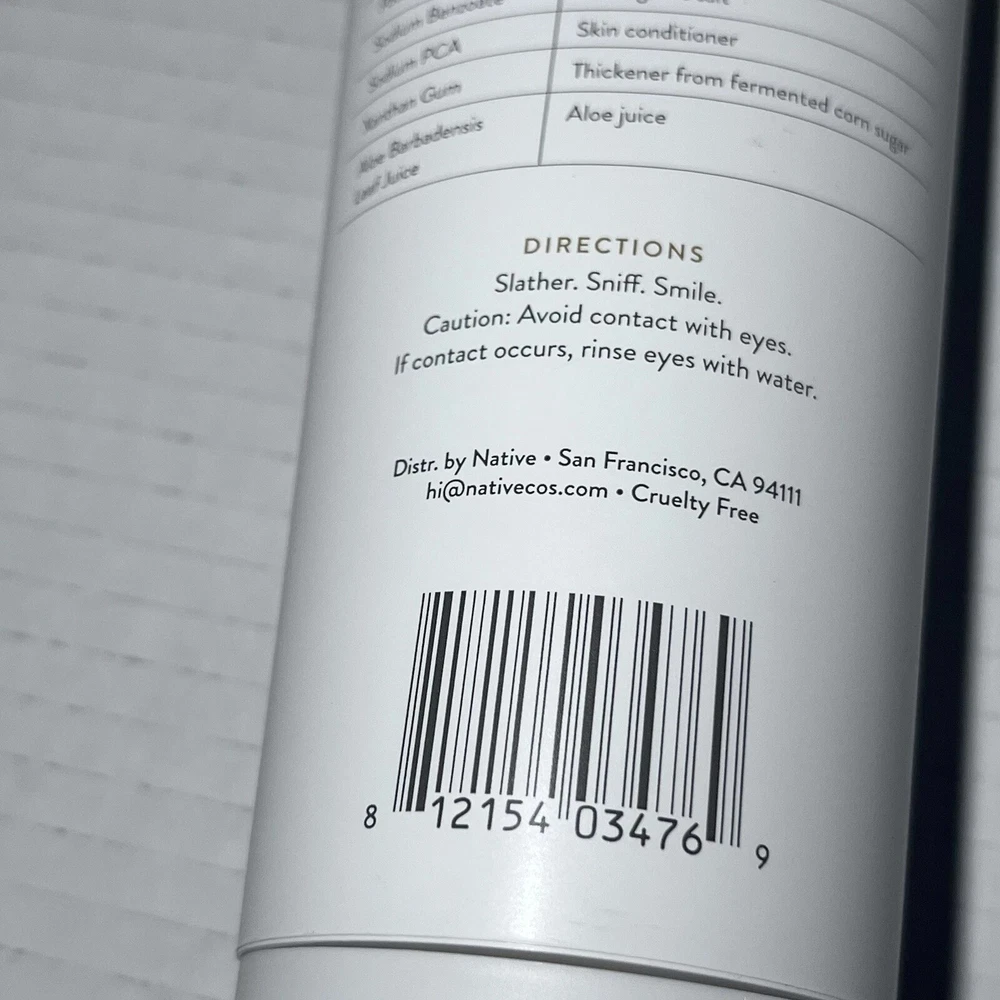 Sodium Benzoate
Sodium PCA Skin conditioner
Xanthan Gum Thickener from fermented corn sugar
Aloe Barbadensis Aloe juice
Leaf Juice
DIRECTIONS
Slather. Sniff. Smile.
Caution: Avoid contact with eyes.
If contact occurs, rinse eyes with water.
Distr. by Native • San Francisco, CA 94111
hi@nativecos.com • Cruelty Free
8 12154 03476 9